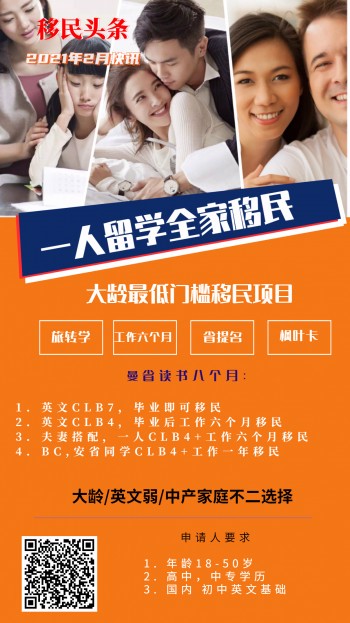 移民头条
2021年2月快讯
一人留学全家移民
大龄最低门槛移民项目
旅转学 工作六个月 省提名 枫叶卡
曼省读书八个月：
1. 英文CLB7，毕业即可移民
2. 英文CLB4，毕业后工作六个月移民
3. 夫妻搭配，一人CLB4+工作六个月移民
4. BC,安省同学CLB4+工作一年移民
大龄/英文弱/中产家庭不二选择
申请人要求
1. 年龄18-50岁
2. 高中，中专学历
3. 国内 初中英文基础